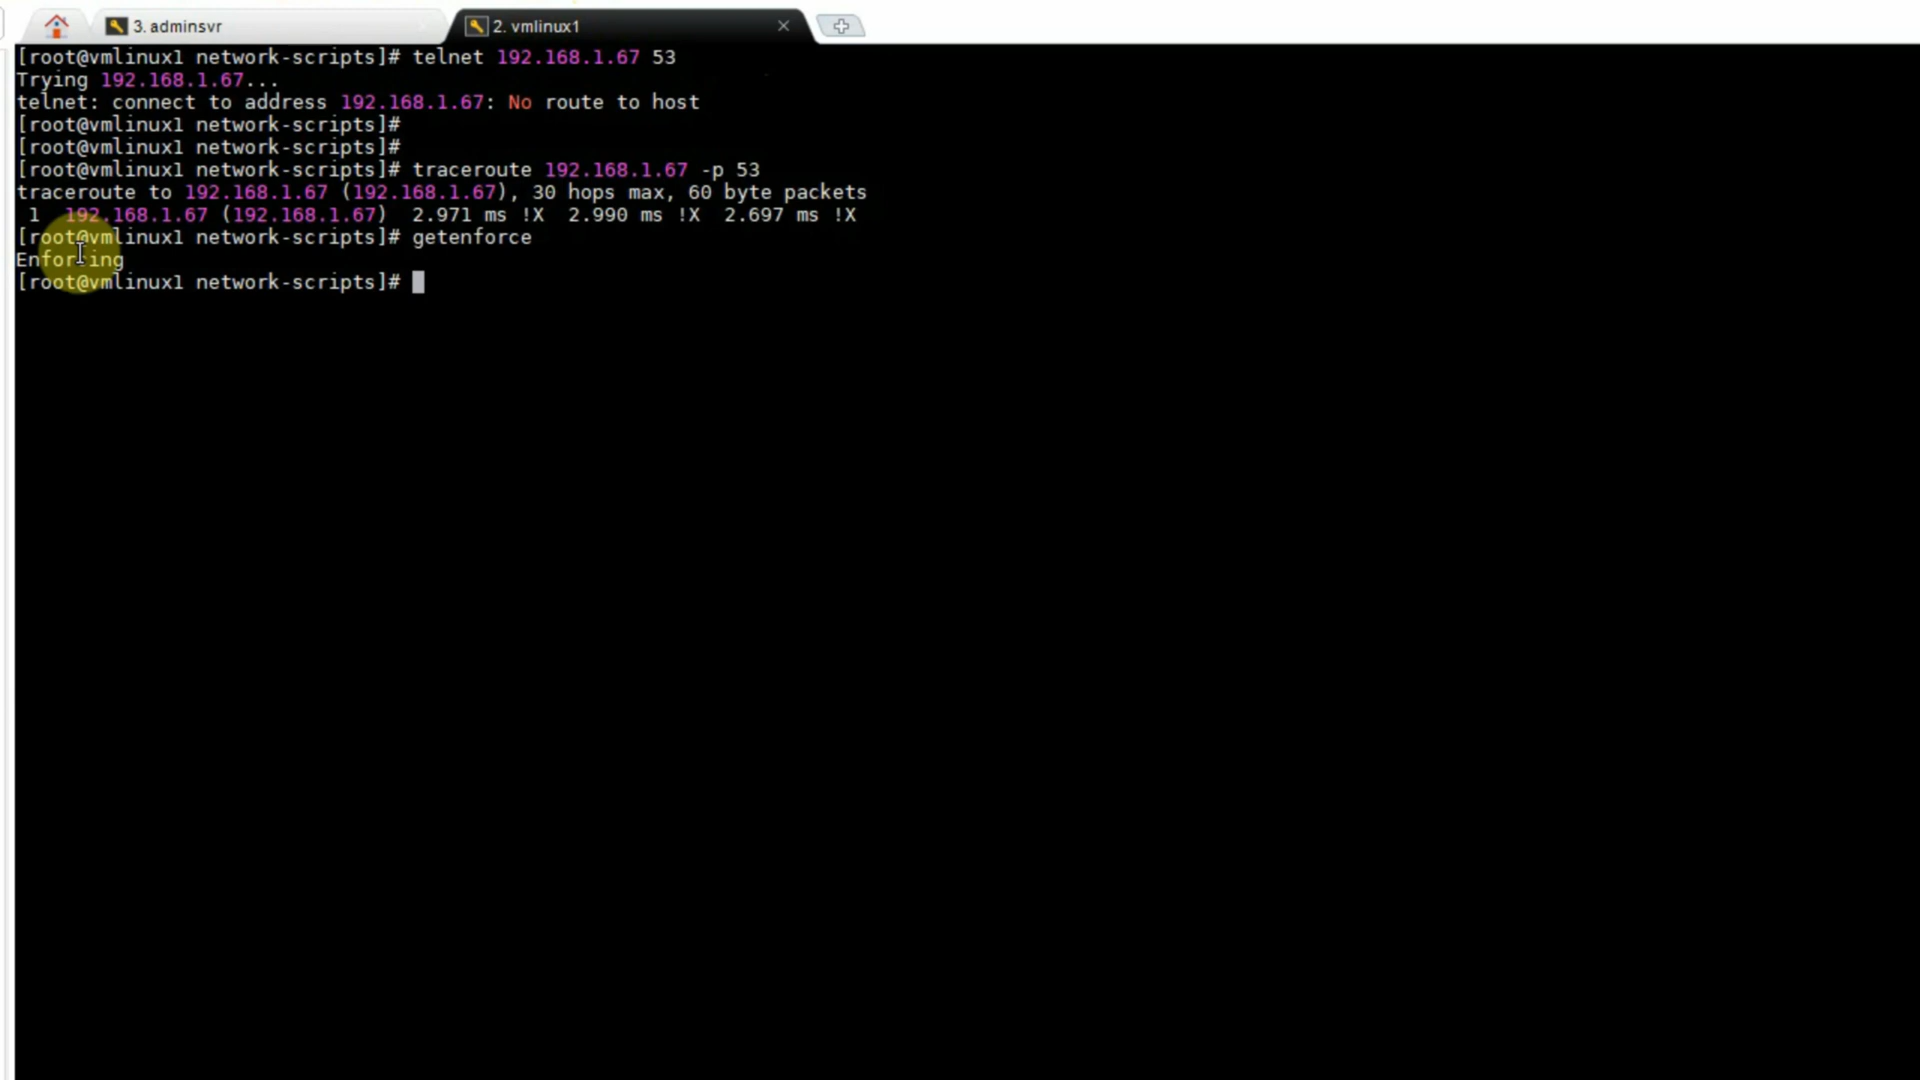 3. adminsvr
2. vmlinux1
[root@vmlinux1 network-scripts]# telnet 192.168.1.67 53
Trying 192.168.1.67...
telnet: connect to address 192.168.1.67: No route to host
[root@vmlinux1 network-scripts]#
[root@vmlinux1 network-scripts]#
[root@vmlinux1 network-scripts]# traceroute 192.168.1.67 -p 53
traceroute to 192.168.1.67 (192.168.1.67), 30 hops max, 60 byte packets
1 192.168.1.67 (192.168.1.67) 2.971 ms !X 2.990 ms !X 2.697 ms !X
[root@vmlinux1 network-scripts]# getenforce
Enforcing
[root@vmlinux1 network-scripts]#